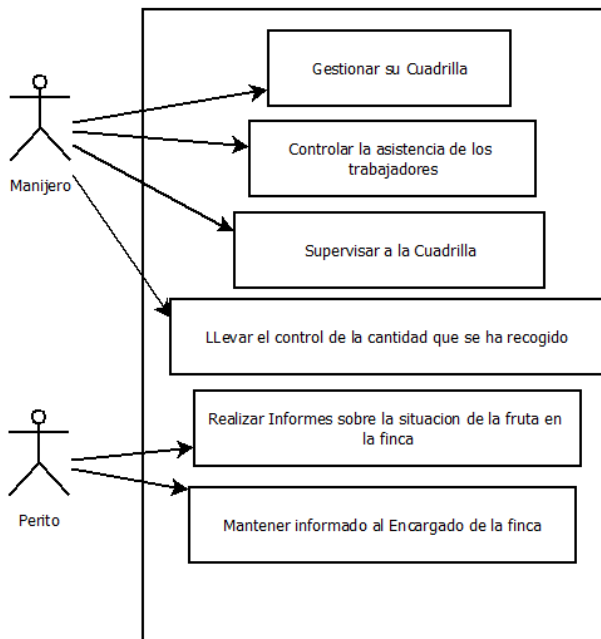 Gestionar su Cuadrilla
Manijero
Controlar la asistencia de los
trabajadores
Supervisar a la Cuadrilla
LLevar el control de la cantidad que se ha recogido
Perito
Realizar Informes sobre la situacion de la fruta en
la finca
Mantener informado al Encargado de la finca